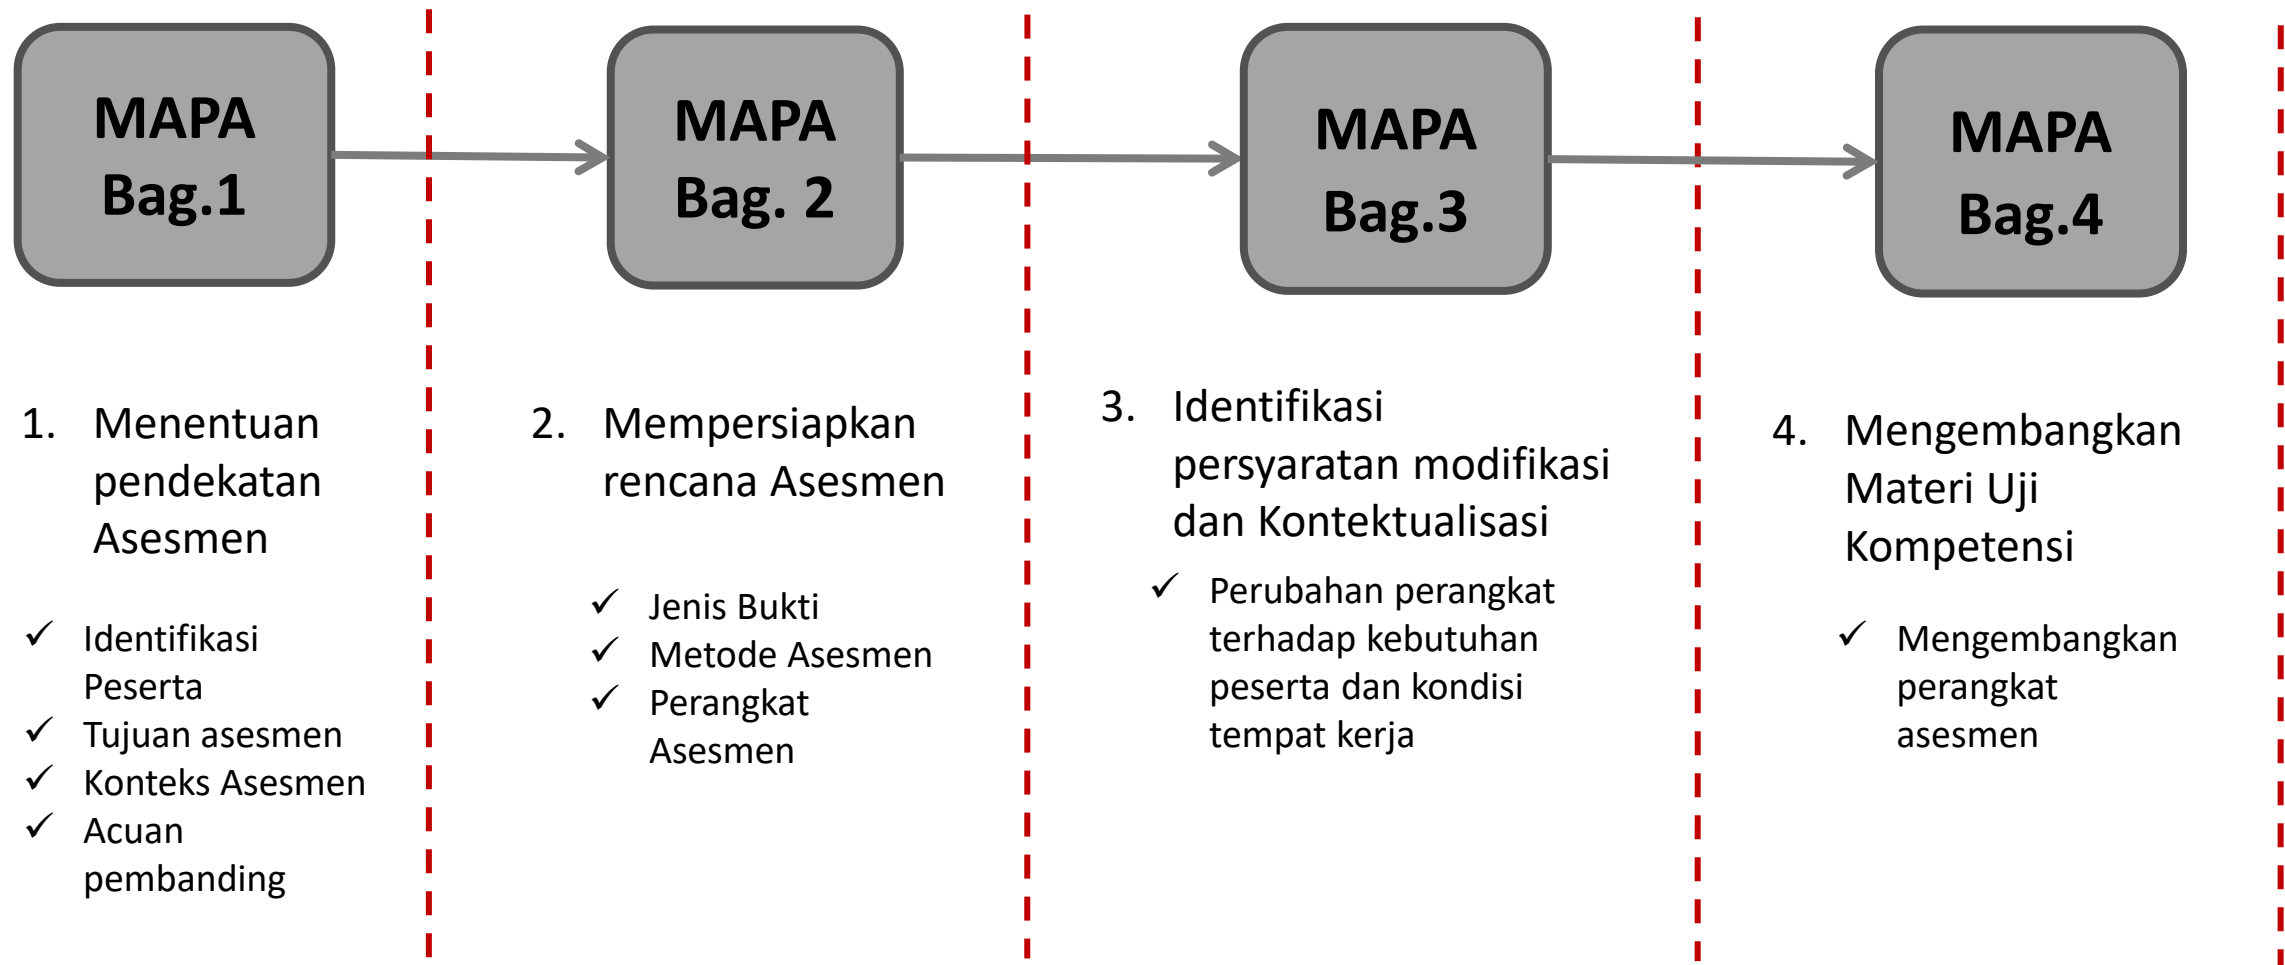 MAPA
Bag.1
MAPA
Bag. 2
MAPA
Bag.3
MAPA
Bag.4
1. Menentuan
pendekatan
Asesmen
✓ Identifikasi
Peserta
✓ Tujuan asesmen
✓ Konteks Asesmen
✓ Acuan
pembanding
2. Mempersiapkan
rencana Asesmen
✓ Jenis Bukti
✓ Metode Asesmen
✓ Perangkat
Asesmen
3. Identifikasi
persyaratan modifikasi
dan Kontektualisasi
✓ Perubahan perangkat
terhadap kebutuhan
peserta dan kondisi
tempat kerja
4. Mengembangkan
Materi Uji
Kompetensi
✓ Mengembangkan
perangkat
asesmen